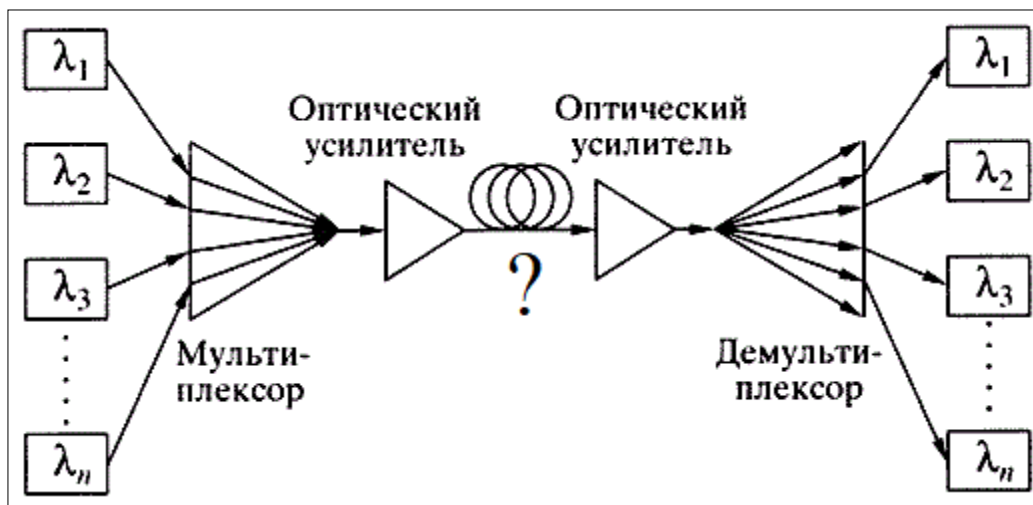 λ1
λ2
λ3
λn
Оптический
усилитель
Оптический
усилитель
?
Мульти-
плексор
Демульти-
плексор
λ1
λ2
λ3
λn